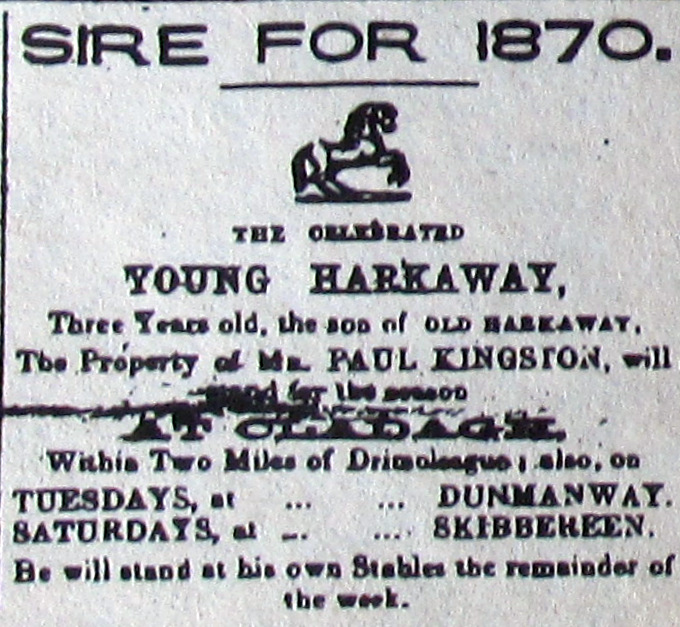 SIRE FOR 1870.
THE CELEBRATED
YOUNG HARKAWAY,
Three Years old, the son of OLD HARKAWAY.
The Property of Mr. PAUL KINGSTON, will
stand for the season
AT CLADAGH,
Within Two Miles of Drimoleague; also, on
TUESDAYS, at ... ... DUNMANWAY.
SATURDAYS, at ... .... SKIBBEREEN.
He will stand at his own Stables the remainder of
the week.